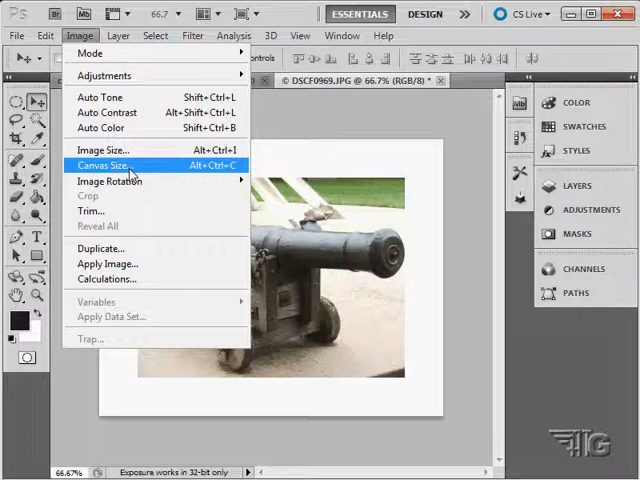 Ps Br Mb 66.7 ESSENTIALS DESIGN >> CS Live
File Edit Image Layer Select Filter Analysis 3D View Window Help
Mode
ontrols
Adjustments
© DSCF0969.JPG @ 66.7% (RGB/8) *
Auto Tone Shift+Ctrl+L
Auto Contrast Alt+Shift+Ctrl+L
Auto Color Shift+Ctrl+B
Image Size... Alt+Ctrl+I
Canvas Size... Alt+Ctrl+C
Image Rotation
Crop
Trim...
Reveal All
Duplicate...
Apply Image...
Calculations...
Variables
Apply Data Set...
Trap...
COLOR
SWATCHES
STYLES
LAYERS
ADJUSTMENTS
MASKS
CHANNELS
PATHS
66.67% Exposure works in 32-bit only